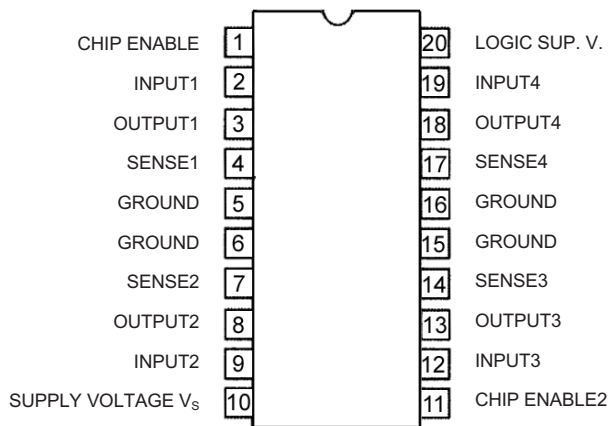 CHIP ENABLE 1 20 LOGIC SUP. V.
INPUT1 2 19 INPUT4
OUTPUT1 3 18 OUTPUT4
SENSE1 4 17 SENSE4
GROUND 5 16 GROUND
GROUND 6 15 GROUND
SENSE2 7 14 SENSE3
OUTPUT2 8 13 OUTPUT3
INPUT2 9 12 INPUT3
SUPPLY VOLTAGE Vs 10 11 CHIP ENABLE2